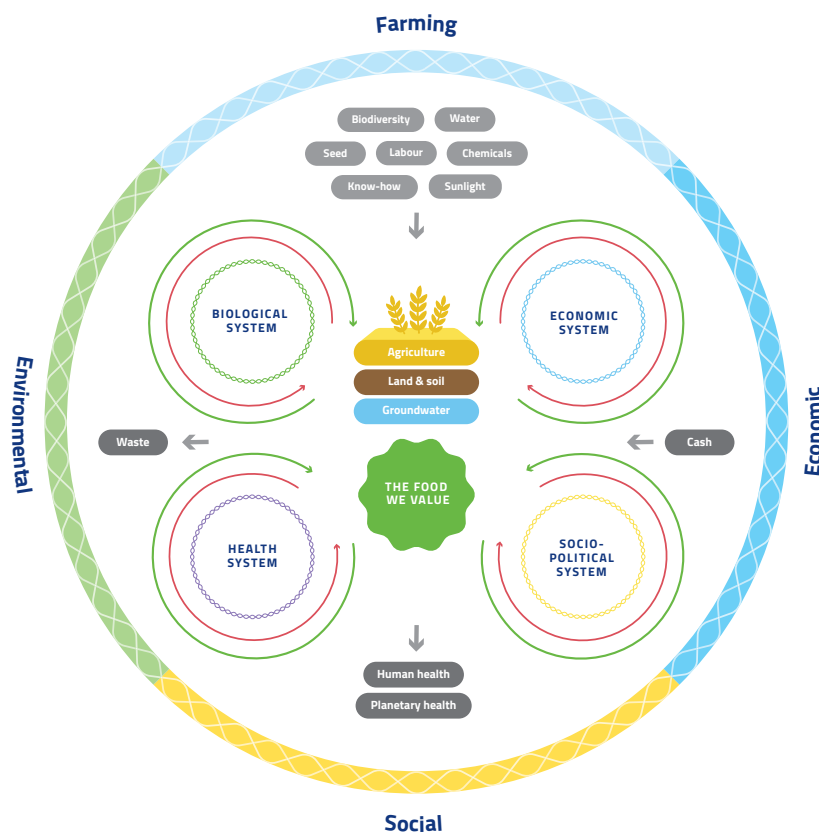 Farming
Biodiversity
Water
Seed
Labour
Chemicals
Know-how
Sunlight
BIOLOGICAL
SYSTEM
ECONOMIC
SYSTEM
Agriculture
Land & soil
Groundwater
Environmental
Economic
Waste
Cash
THE FOOD
WE VALUE
HEALTH
SYSTEM
SOCIO-
POLITICAL
SYSTEM
Human health
Planetary health
Social